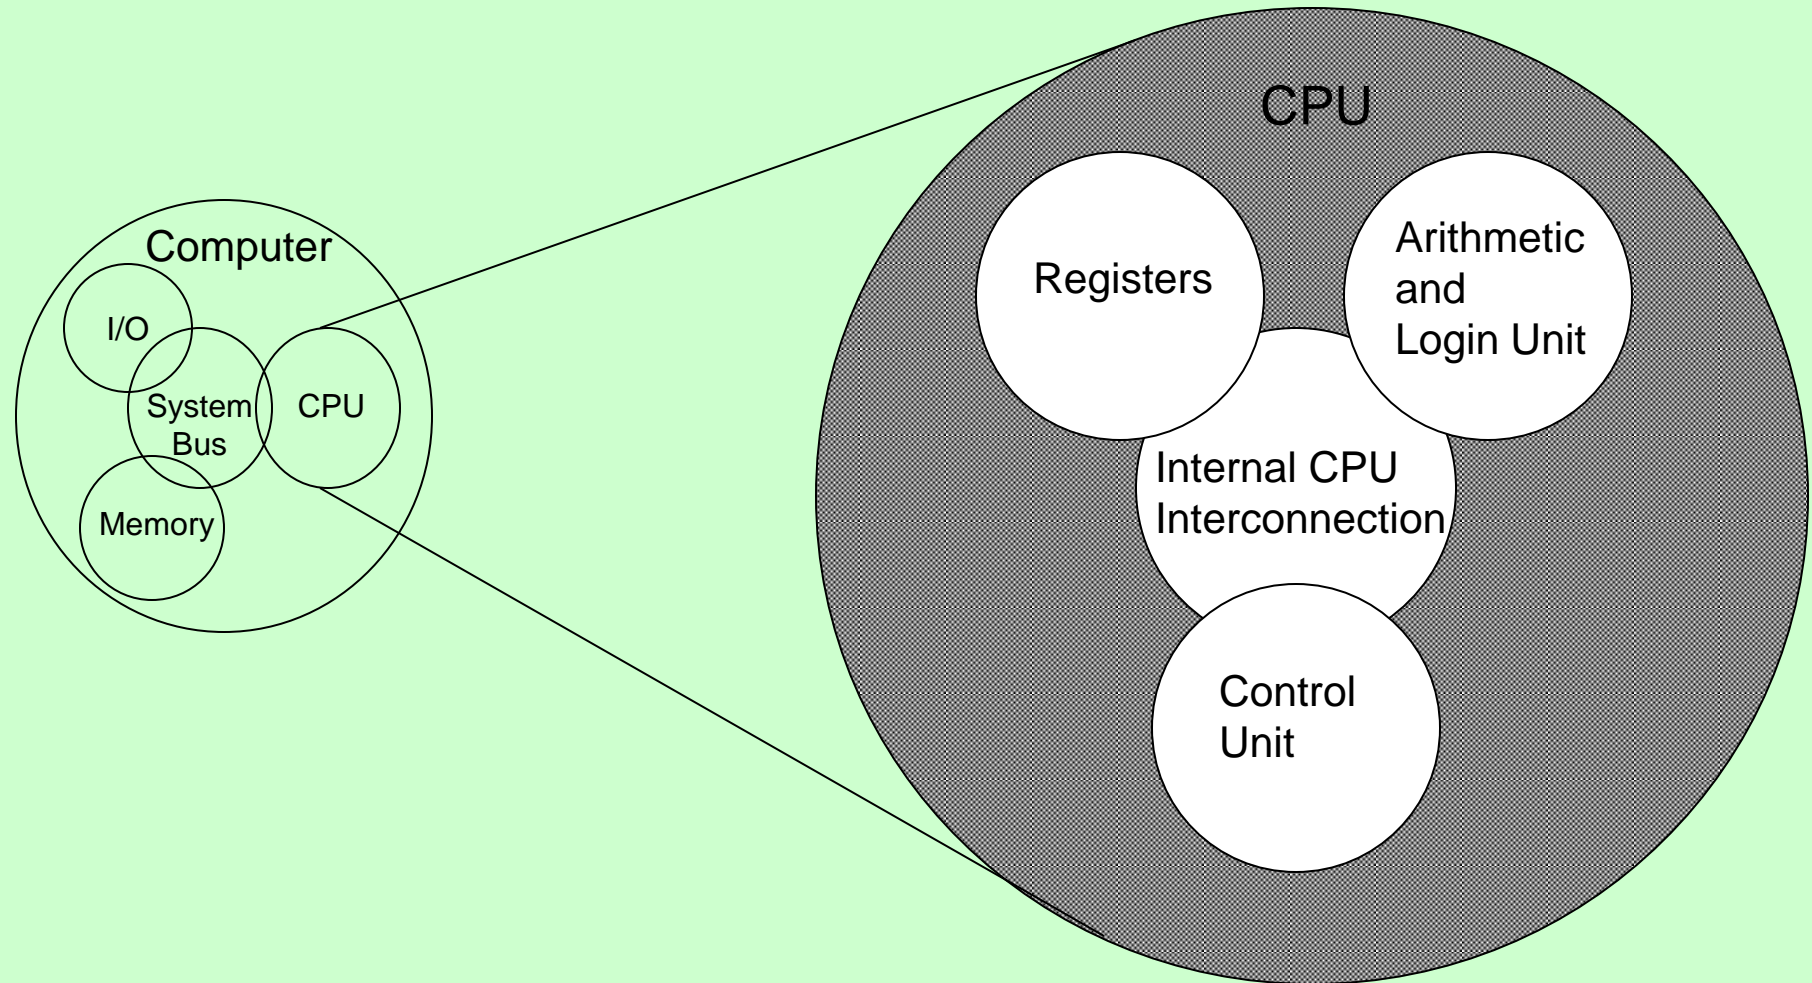 Computer
I/O
System
Bus
CPU
Memory
CPU
Registers
Arithmetic
and
Login Unit
Internal CPU
Interconnection
Control
Unit